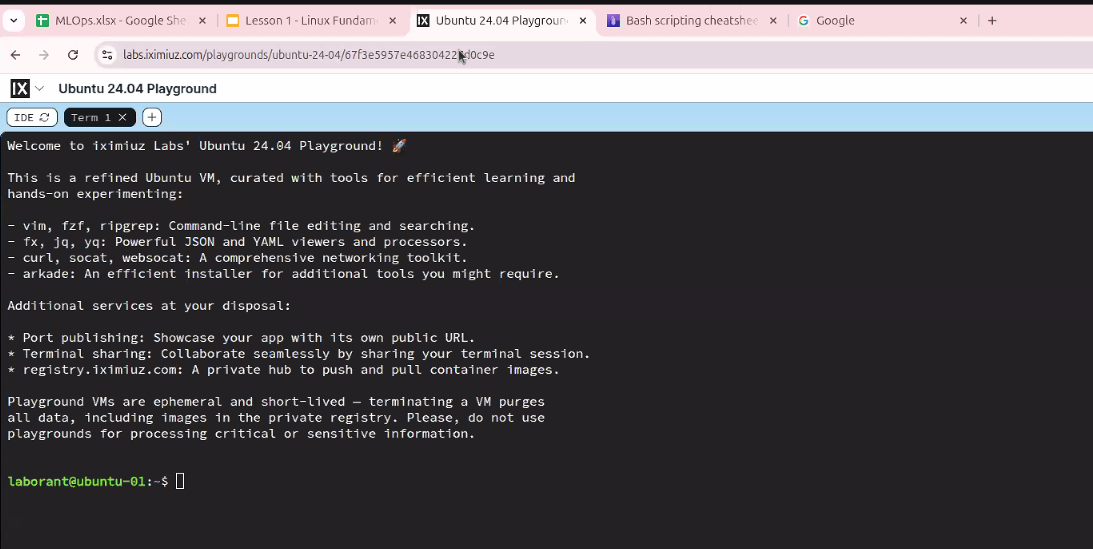 MLOps.xlsx - Google She
Lesson 1 - Linux Fundam
Ubuntu 24.04 Playground
Bash scripting cheatshee
Google
labs.iximiuz.com/playgrounds/ubuntu-24-04/67f3e5957e4683042 d0c9e
IX Ubuntu 24.04 Playground
IDE Term 1
Welcome to iximiuz Labs' Ubuntu 24.04 Playground! 🚀
This is a refined Ubuntu VM, curated with tools for efficient learning and
hands-on experimenting:
- vim, fzf, ripgrep: Command-line file editing and searching.
- fx, jq, yq: Powerful JSON and YAML viewers and processors.
- curl, socat, websocat: A comprehensive networking toolkit.
- arkade: An efficient installer for additional tools you might require.
Additional services at your disposal:
* Port publishing: Showcase your app with its own public URL.
* Terminal sharing: Collaborate seamlessly by sharing your terminal session.
* registry.iximiuz.com: A private hub to push and pull container images.
Playground VMs are ephemeral and short-lived — terminating a VM purges
all data, including images in the private registry. Please, do not use
playgrounds for processing critical or sensitive information.
laborant@ubuntu-01:~$